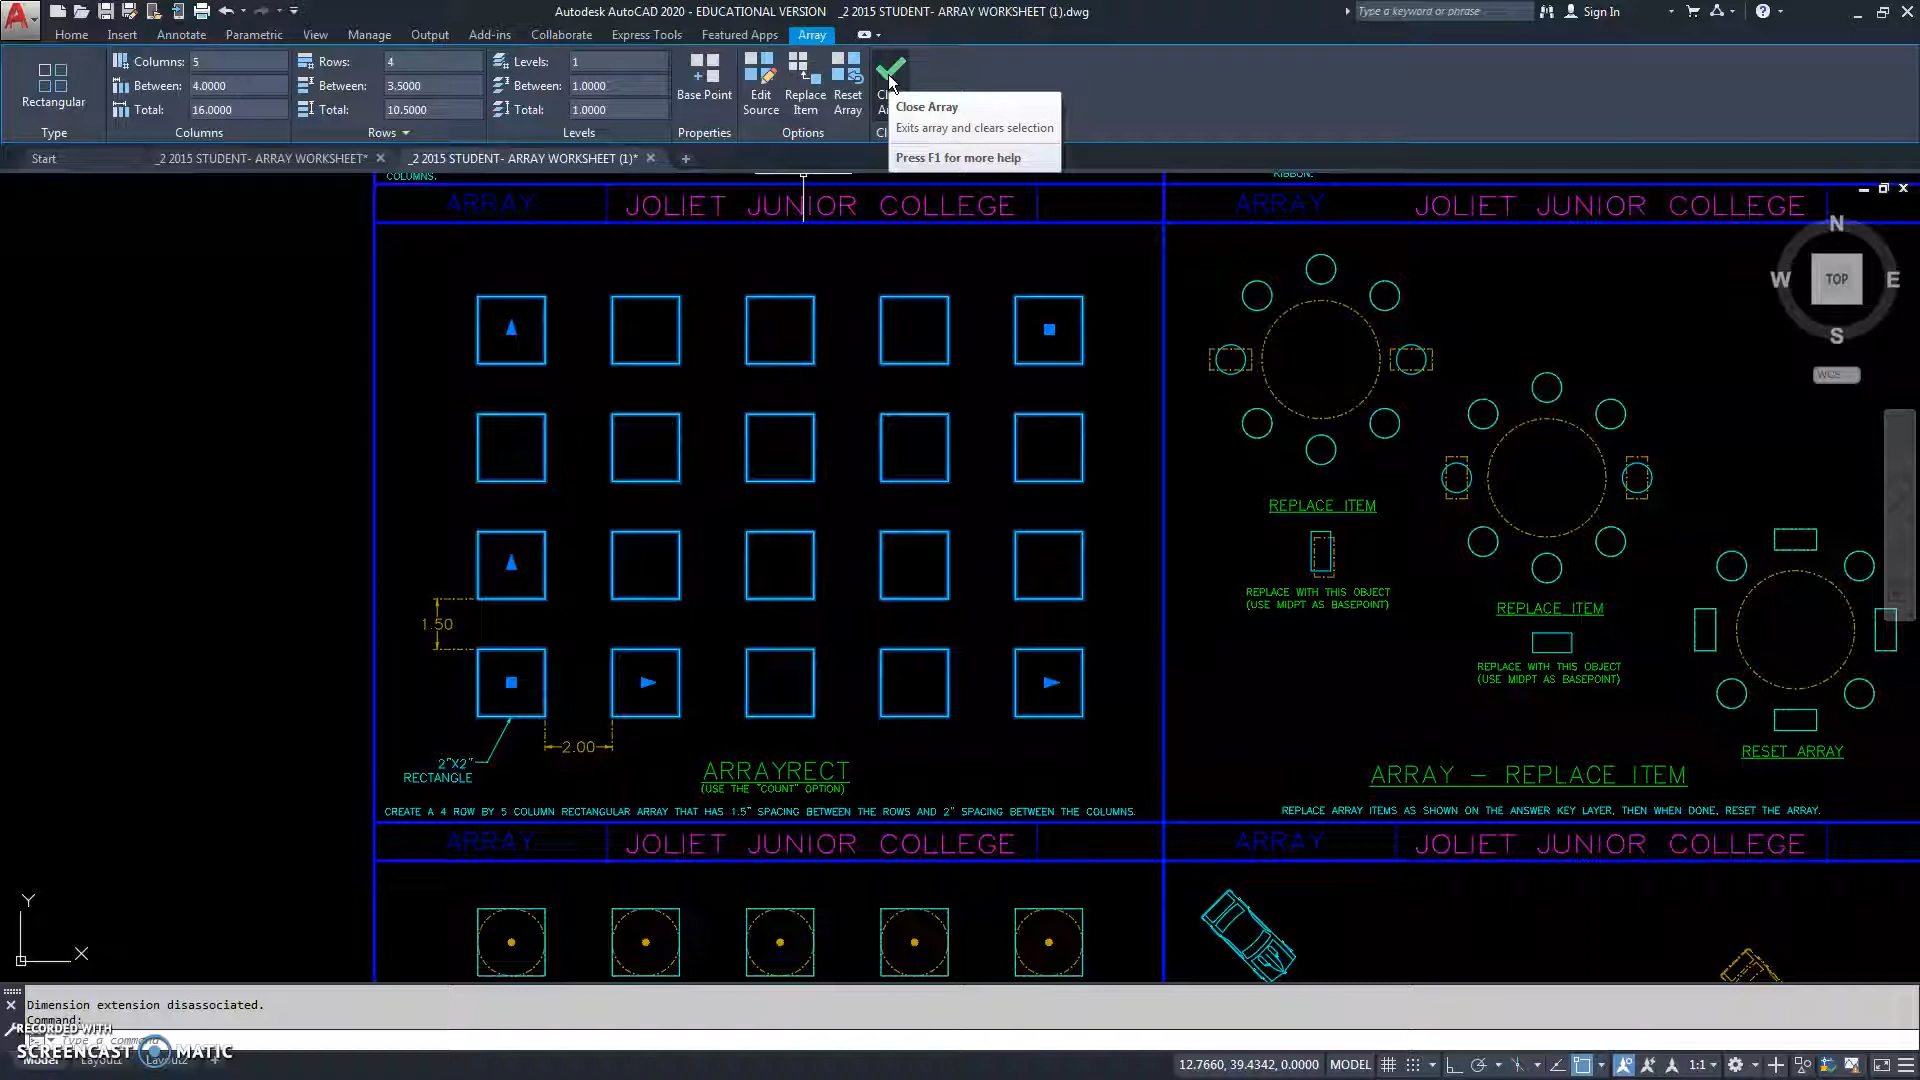 Autodesk AutoCAD 2020 - EDUCATIONAL VERSION _2 2015 STUDENT- ARRAY WORKSHEET (1).dwg
Type a keyword or phrase
Sign In
Home Insert Annotate Parametric View Manage Output Add-ins Collaborate Express Tools Featured Apps Array
Columns: 5 Rows: 4 Levels: 1
Between: 4.0000 Between: 3.5000 Between: 1.0000
Total: 16.0000 Total: 10.5000 Total: 1.0000
Rectangular
Base Point
Edit Source
Replace Item
Reset Array
Type Columns Rows Levels Properties Options
Close Array
Exits array and clears selection
Press F1 for more help
Start _2 2015 STUDENT- ARRAY WORKSHEET* _2 2015 STUDENT- ARRAY WORKSHEET (1)*
COLUMNS.
RIBBON.
ARRAY JOLIET JUNIOR COLLEGE ARRAY JOLIET JUNIOR COLLEGE
N
W TOP E
S
WCS
1.50
2.00
2"X2"
RECTANGLE
ARRAYRECT
(USE THE "COUNT" OPTION)
CREATE A 4 ROW BY 5 COLUMN RECTANGULAR ARRAY THAT HAS 1.5" SPACING BETWEEN THE ROWS AND 2" SPACING BETWEEN THE COLUMNS.
REPLACE ITEM
REPLACE WITH THIS OBJECT
(USE MIDPT AS BASEPOINT)
REPLACE ITEM
REPLACE WITH THIS OBJECT
(USE MIDPT AS BASEPOINT)
RESET ARRAY
ARRAY - REPLACE ITEM
REPLACE ARRAY ITEMS AS SHOWN ON THE ANSWER KEY LAYER, THEN WHEN DONE, RESET THE ARRAY.
ARRAY JOLIET JUNIOR COLLEGE ARRAY JOLIET JUNIOR COLLEGE
Y
X
Dimension extension disassociated.
Command:
Type a command
RECORDED WITH
SCREENCAST MATIC
Model Layout1 Layout2
12.7660, 39.4342, 0.0000 MODEL 1:1